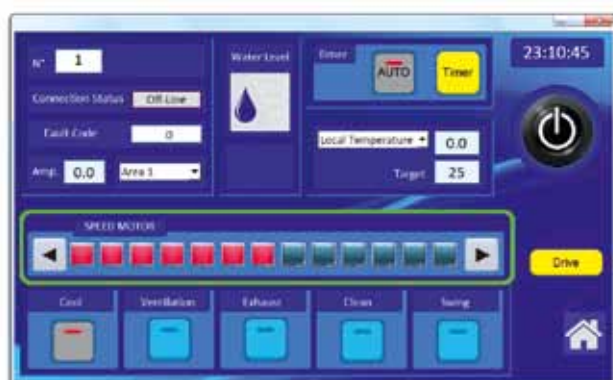 N° 1
Connection Status Off-Line
Fault Code 0
Amp. 0.0 Area 1
Water Level
Timer
AUTO
Timer
Local Temperature 0.0
Target 25
23:10:45
SPEED MOTOR
Drive
Cool
Ventilation
Exhaust
Clean
Swing